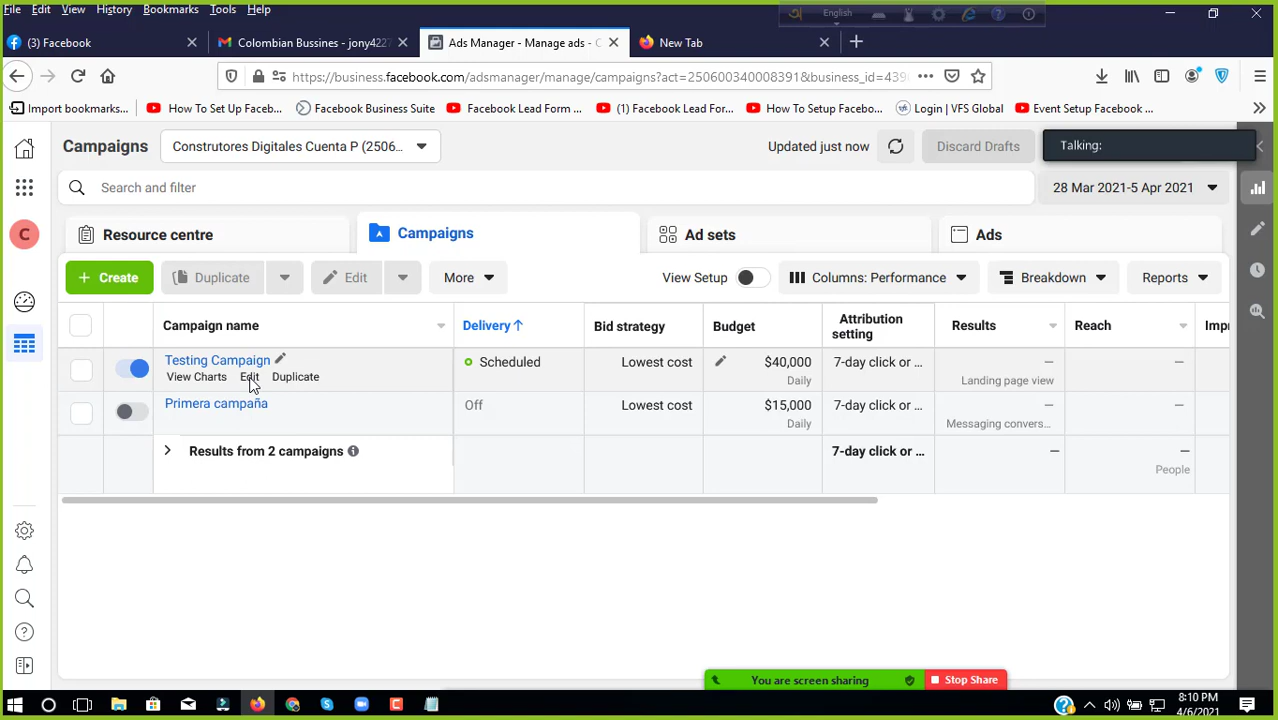 File Edit View History Bookmarks Tools Help
English
(3) Facebook
Colombian Bussines - jony4227
Ads Manager - Manage ads - C
New Tab
https://business.facebook.com/adsmanager/manage/campaigns?act=250600340008391&business_id=439
Import bookmarks...
How To Set Up Faceb...
Facebook Business Suite
Facebook Lead Form ...
(1) Facebook Lead For...
How To Setup Facebo...
Login | VFS Global
Event Setup Facebook ...
Campaigns
Construtores Digitales Cuenta P (2506...
Updated just now
Discard Drafts
Talking:
Search and filter
28 Mar 2021-5 Apr 2021
C
Resource centre
Campaigns
Ad sets
Ads
+ Create
Duplicate
Edit
More
View Setup
Columns: Performance
Breakdown
Reports
Campaign name
Delivery ↑
Bid strategy
Budget
Attribution
setting
Results
Reach
Impr
Testing Campaign
View Charts Edit Duplicate
Scheduled
Lowest cost
$40,000
Daily
7-day click or ...
—
Landing page view
—
Primera campaña
Off
Lowest cost
$15,000
Daily
7-day click or ...
—
Messaging convers...
—
Results from 2 campaigns
7-day click or ...
—
—
People
You are screen sharing
Stop Share
8:10 PM
4/6/2021